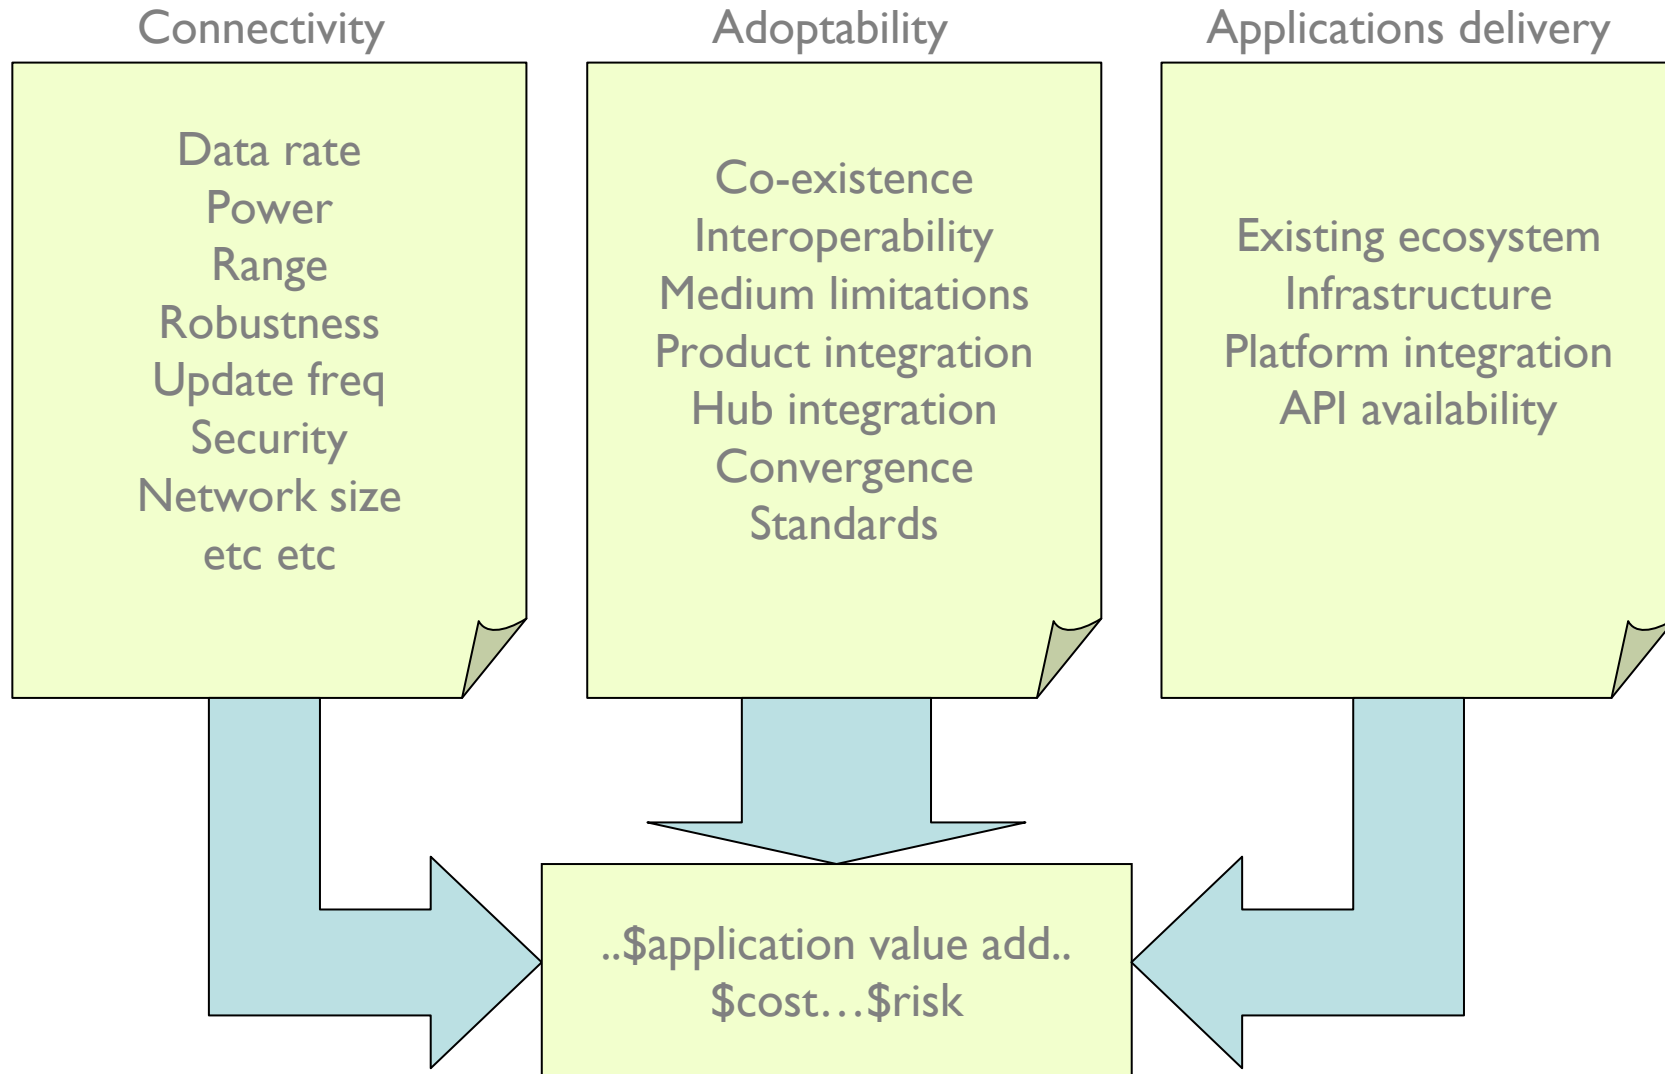 Connectivity
Data rate
Power
Range
Robustness
Update freq
Security
Network size
etc etc
Adoptability
Co-existence
Interoperability
Medium limitations
Product integration
Hub integration
Convergence
Standards
Applications delivery
Existing ecosystem
Infrastructure
Platform integration
API availability
..$application value add..
$cost…$risk